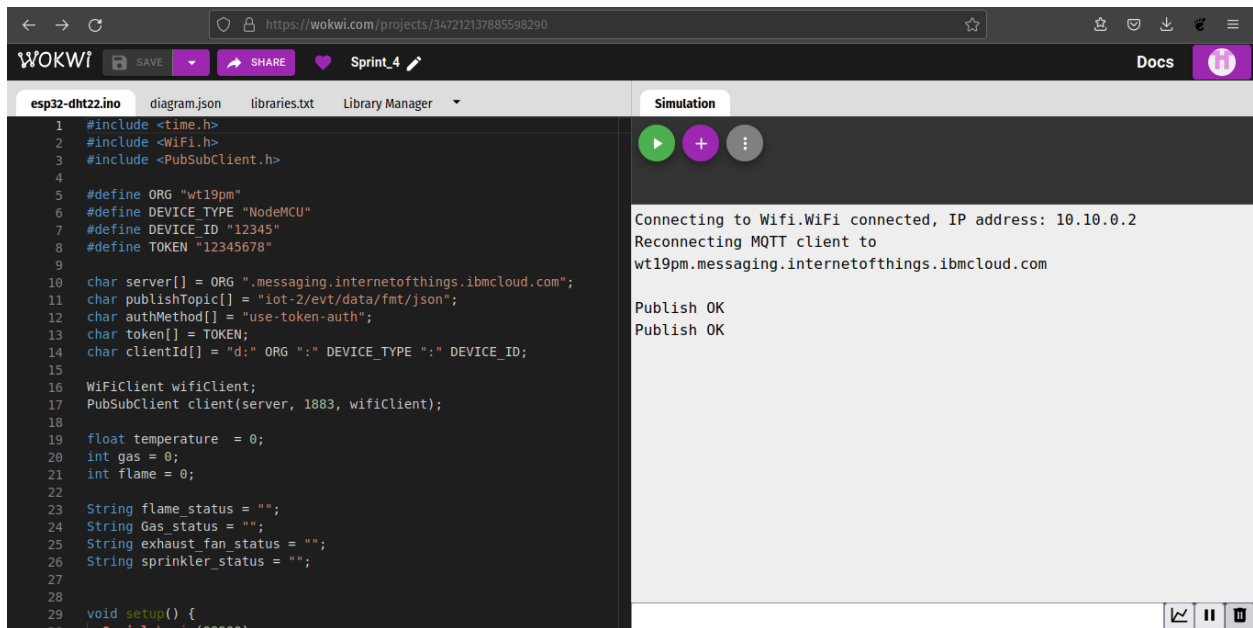 https://wokwi.com/projects/347212137885598290
WOKWi SAVE SHARE Sprint_4 Docs
esp32-dht22.ino diagram.json libraries.txt Library Manager
1 #include <time.h>
2 #include <WiFi.h>
3 #include <PubSubClient.h>
4
5 #define ORG "wt19pm"
6 #define DEVICE_TYPE "NodeMCU"
7 #define DEVICE_ID "12345"
8 #define TOKEN "12345678"
9
10 char server[] = ORG ".messaging.internetofthings.ibmcloud.com";
11 char publishTopic[] = "iot-2/evt/data/fmt/json";
12 char authMethod[] = "use-token-auth";
13 char token[] = TOKEN;
14 char clientId[] = "d:" ORG ":" DEVICE_TYPE ":" DEVICE_ID;
15
16 WiFiClient wifiClient;
17 PubSubClient client(server, 1883, wifiClient);
18
19 float temperature  = 0;
20 int gas = 0;
21 int flame = 0;
22
23 String flame_status = "";
24 String Gas_status = "";
25 String exhaust_fan_status = "";
26 String sprinkler_status = "";
27
28
29 void setup() {
Simulation
Connecting to Wifi.WiFi connected, IP address: 10.10.0.2
Reconnecting MQTT client to
wt19pm.messaging.internetofthings.ibmcloud.com
Publish OK
Publish OK